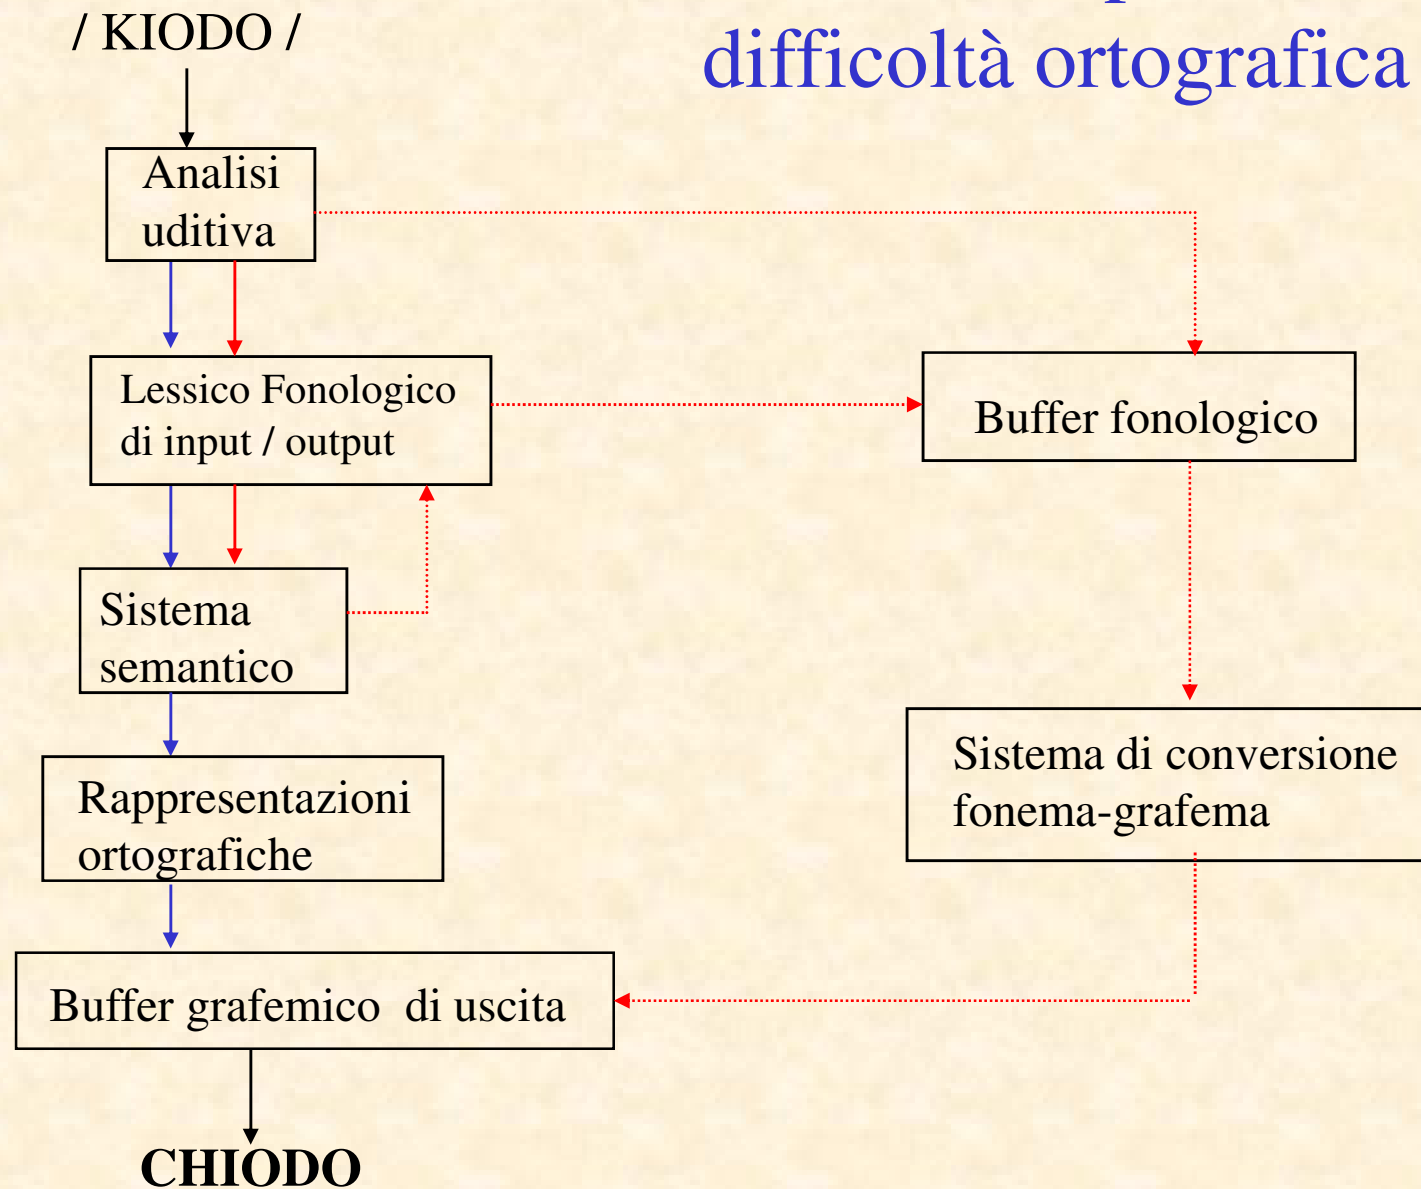 / KIODO /
difficoltà ortografica
Analisi
uditiva
Lessico Fonologico
di input / output
Buffer fonologico
Sistema
semantico
Sistema di conversione
fonema-grafema
Rappresentazioni
ortografiche
Buffer grafemico di uscita
CHIODO